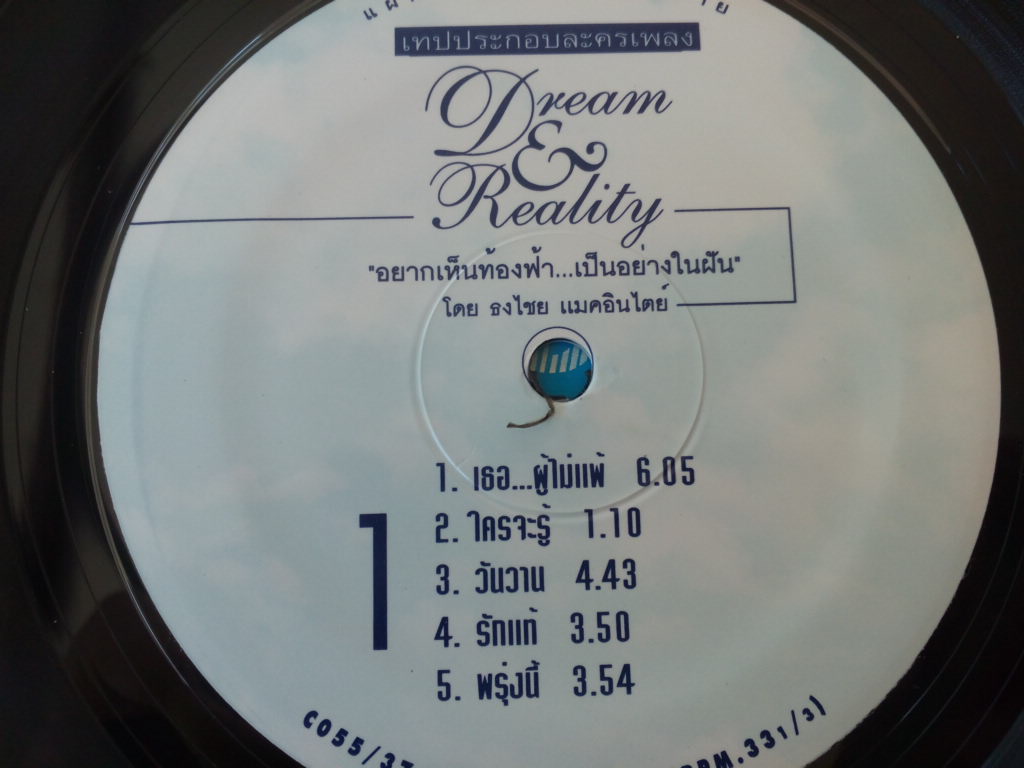 เทปประกอบละครเพลง
Dream
&
Reality
"อยากเห็นท้องฟ้า...เป็นอย่างในฝัน"
โดย ธงไชย แมคอินไตย์
1
1. เธอ...ผู้ไม่แพ้ 6.05
2. ใครจะรู้ 1.10
3. วันวาน 4.43
4. รักแท้ 3.50
5. พรุ่งนี้ 3.54
C055/37
RPM.331/3)